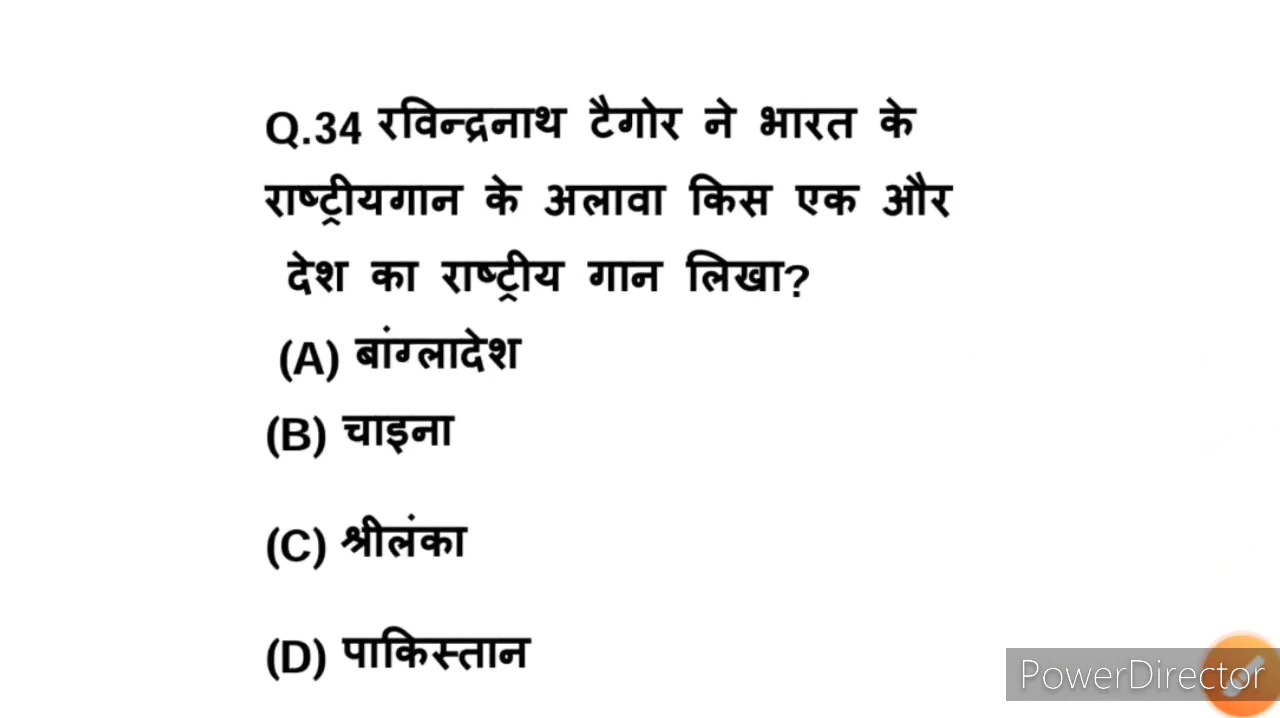 Q.34 रविन्द्रनाथ टैगोर ने भारत के
राष्ट्रीयगान के अलावा किस एक और
देश का राष्ट्रीय गान लिखा?
(A) बांग्लादेश
(B) चाइना
(C) श्रीलंका
(D) पाकिस्तान
PowerDirector